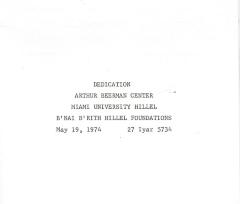 DEDICATION
ARTHUR BEERMAN CENTER
MIAMI UNIVERSITY HILLEL
B'NAI B'RITH HILLEL FOUNDATIONS
May 19, 1974 27 Iyar 5734